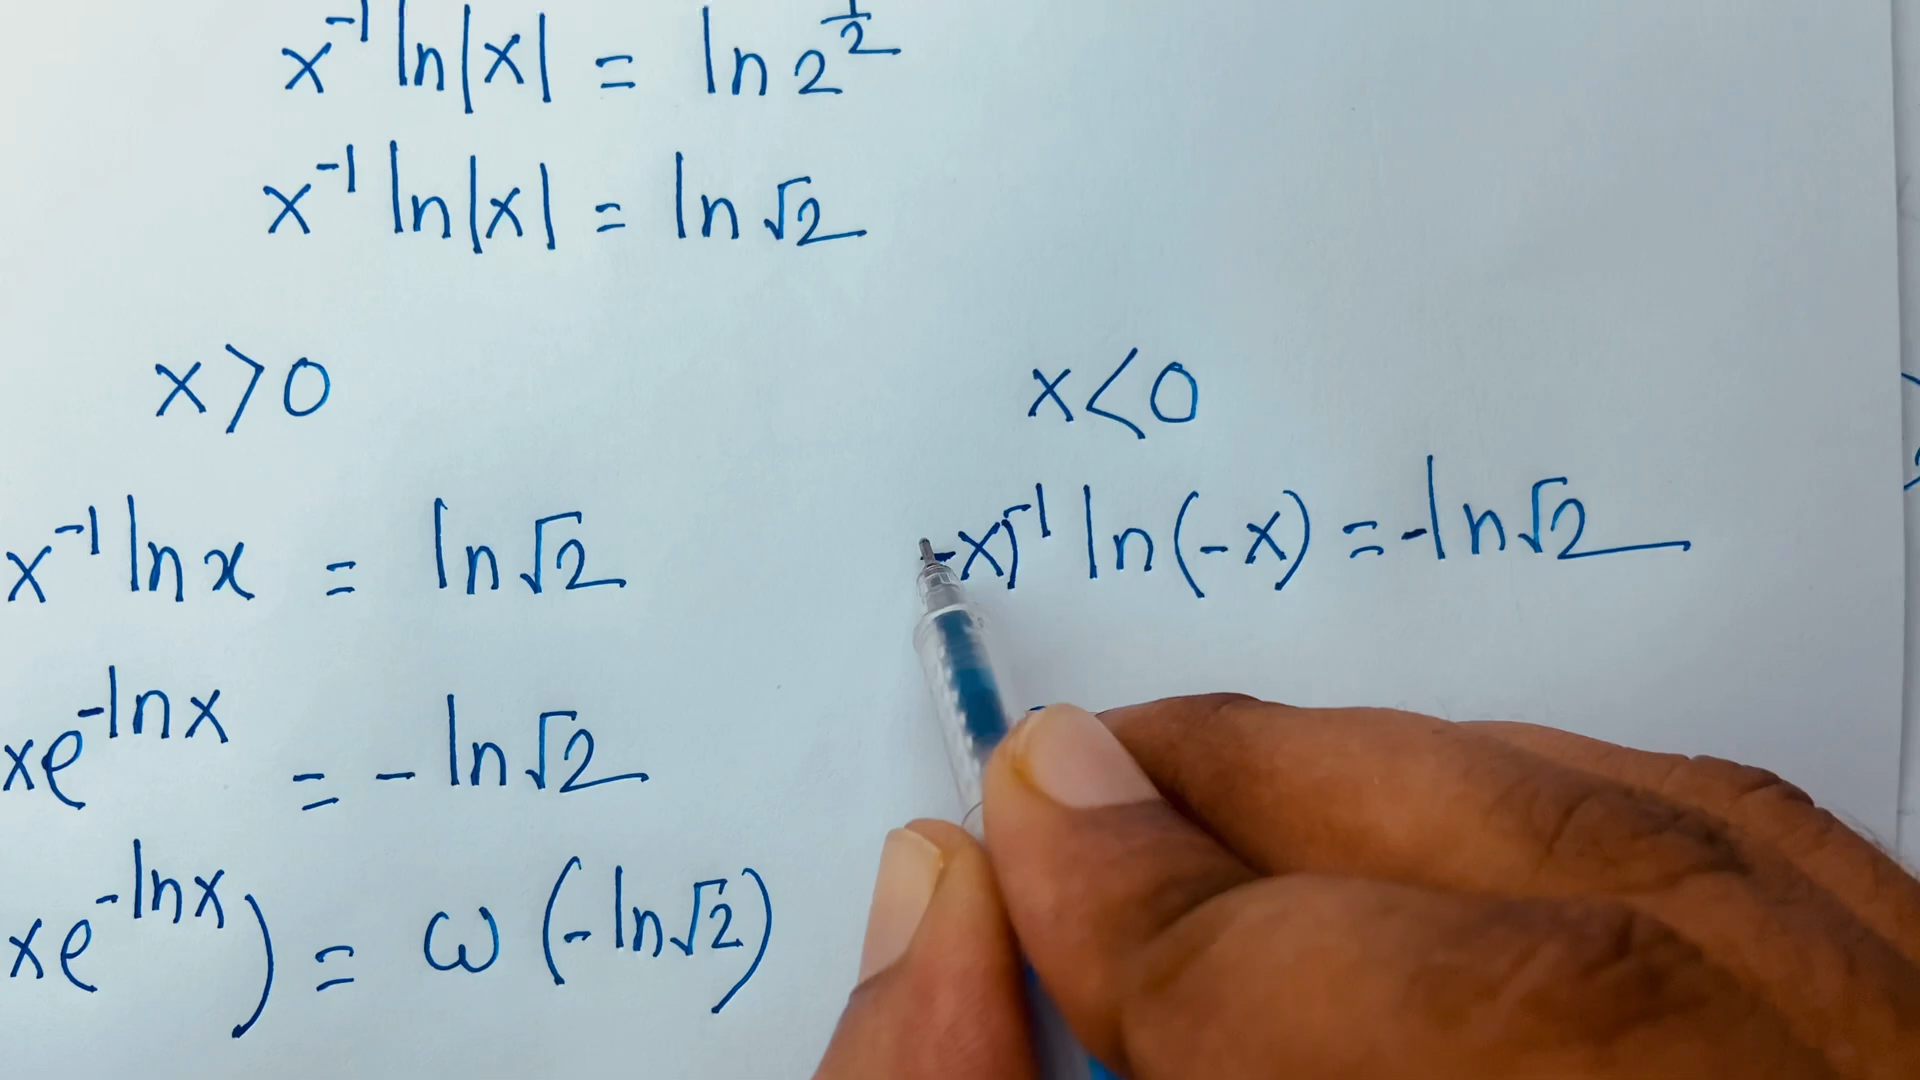 x⁻¹ ln|x| = ln 2^(1/2)
x⁻¹ ln|x| = ln √2
x>0
x<0
x⁻¹ ln x = ln √2
-x)⁻¹ ln(-x) = -ln √2
xe^(-ln x) = - ln √2
xe^(-ln x)) = ω(-ln √2)